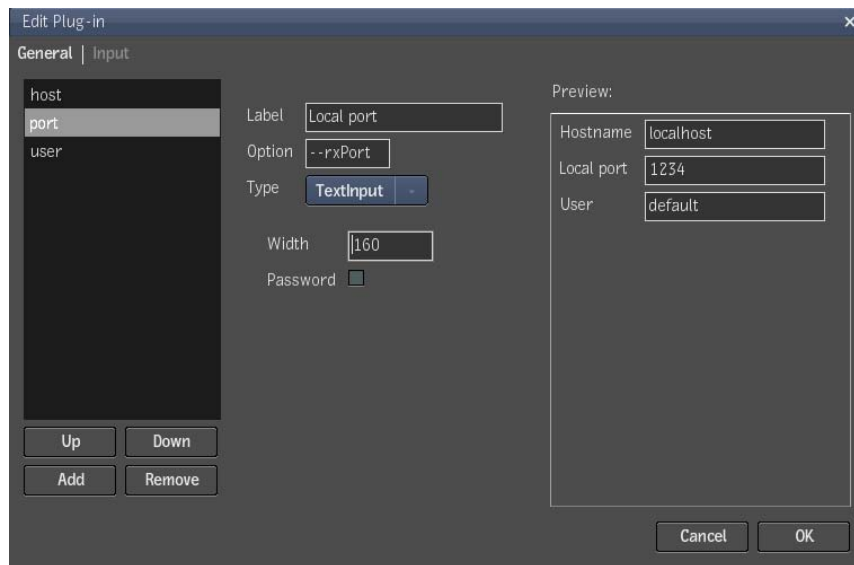 Edit Plug-in
General | Input
host
port
user
Up Down
Add Remove
Label Local port
Option --rxPort
Type TextInput
Width 160
Password
Preview:
Hostname localhost
Local port 1234
User default
Cancel OK